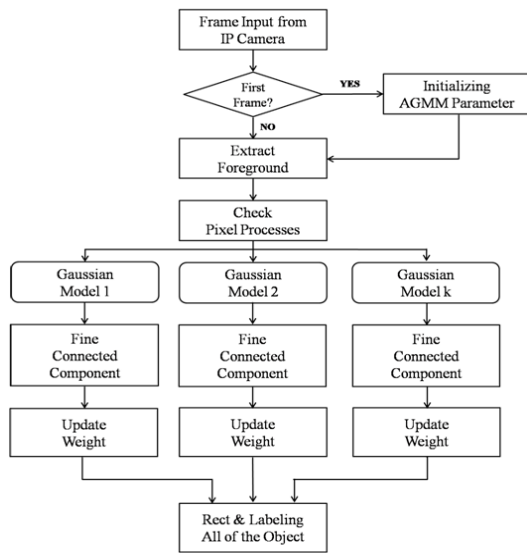 Frame Input from
IP Camera
First
Frame?
YES
Initializing
AGMM Parameter
NO
Extract
Foreground
Check
Pixel Processes
Gaussian
Model 1
Gaussian
Model 2
Gaussian
Model k
Fine
Connected
Component
Fine
Connected
Component
Fine
Connected
Component
Update
Weight
Update
Weight
Update
Weight
Rect & Labeling
All of the Object